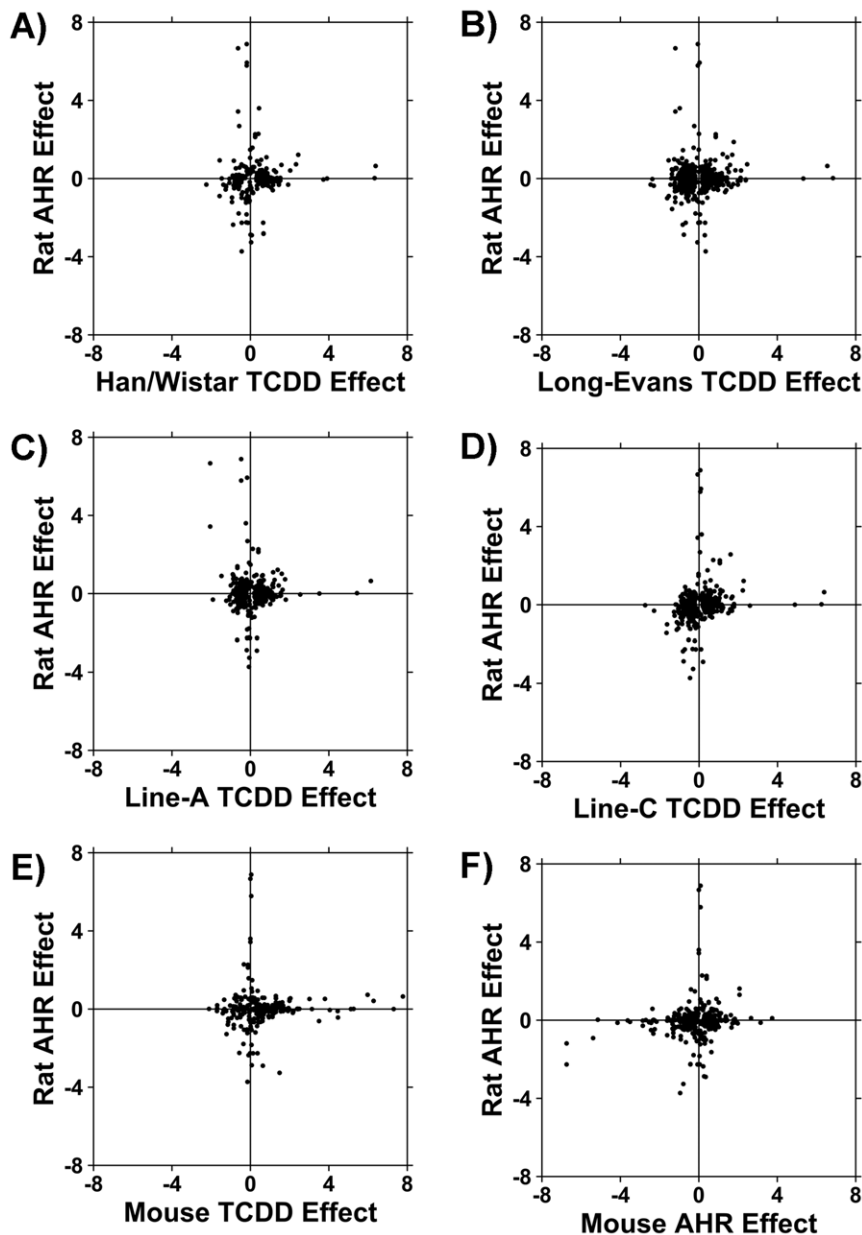 A)
8
4
0
-4
-8
-8 -4 0 4 8
Rat AHR Effect
Han/Wistar TCDD Effect
B)
8
4
0
-4
-8
-8 -4 0 4 8
Rat AHR Effect
Long-Evans TCDD Effect
C)
8
4
0
-4
-8
-8 -4 0 4 8
Rat AHR Effect
Line-A TCDD Effect
D)
8
4
0
-4
-8
-8 -4 0 4 8
Rat AHR Effect
Line-C TCDD Effect
E)
8
4
0
-4
-8
-8 -4 0 4 8
Rat AHR Effect
Mouse TCDD Effect
F)
8
4
0
-4
-8
-8 -4 0 4 8
Rat AHR Effect
Mouse AHR Effect